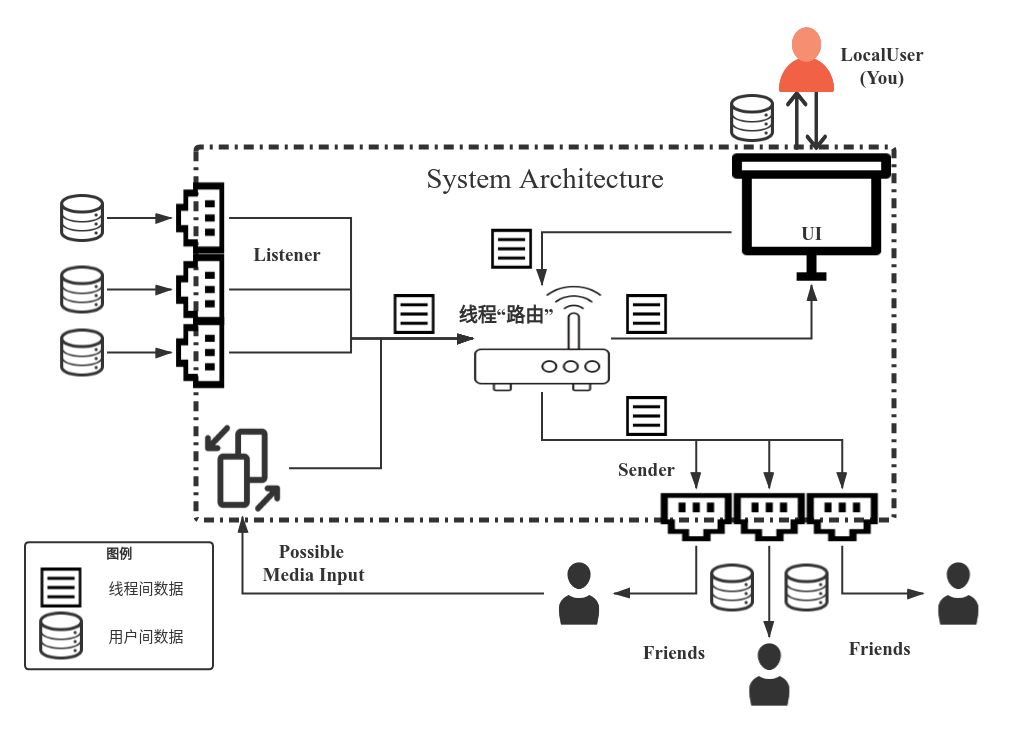 LocalUser
(You)
System Architecture
UI
Listener
线程“路由”
Sender
Possible
Media Input
图例
线程间数据
用户间数据
Friends
Friends